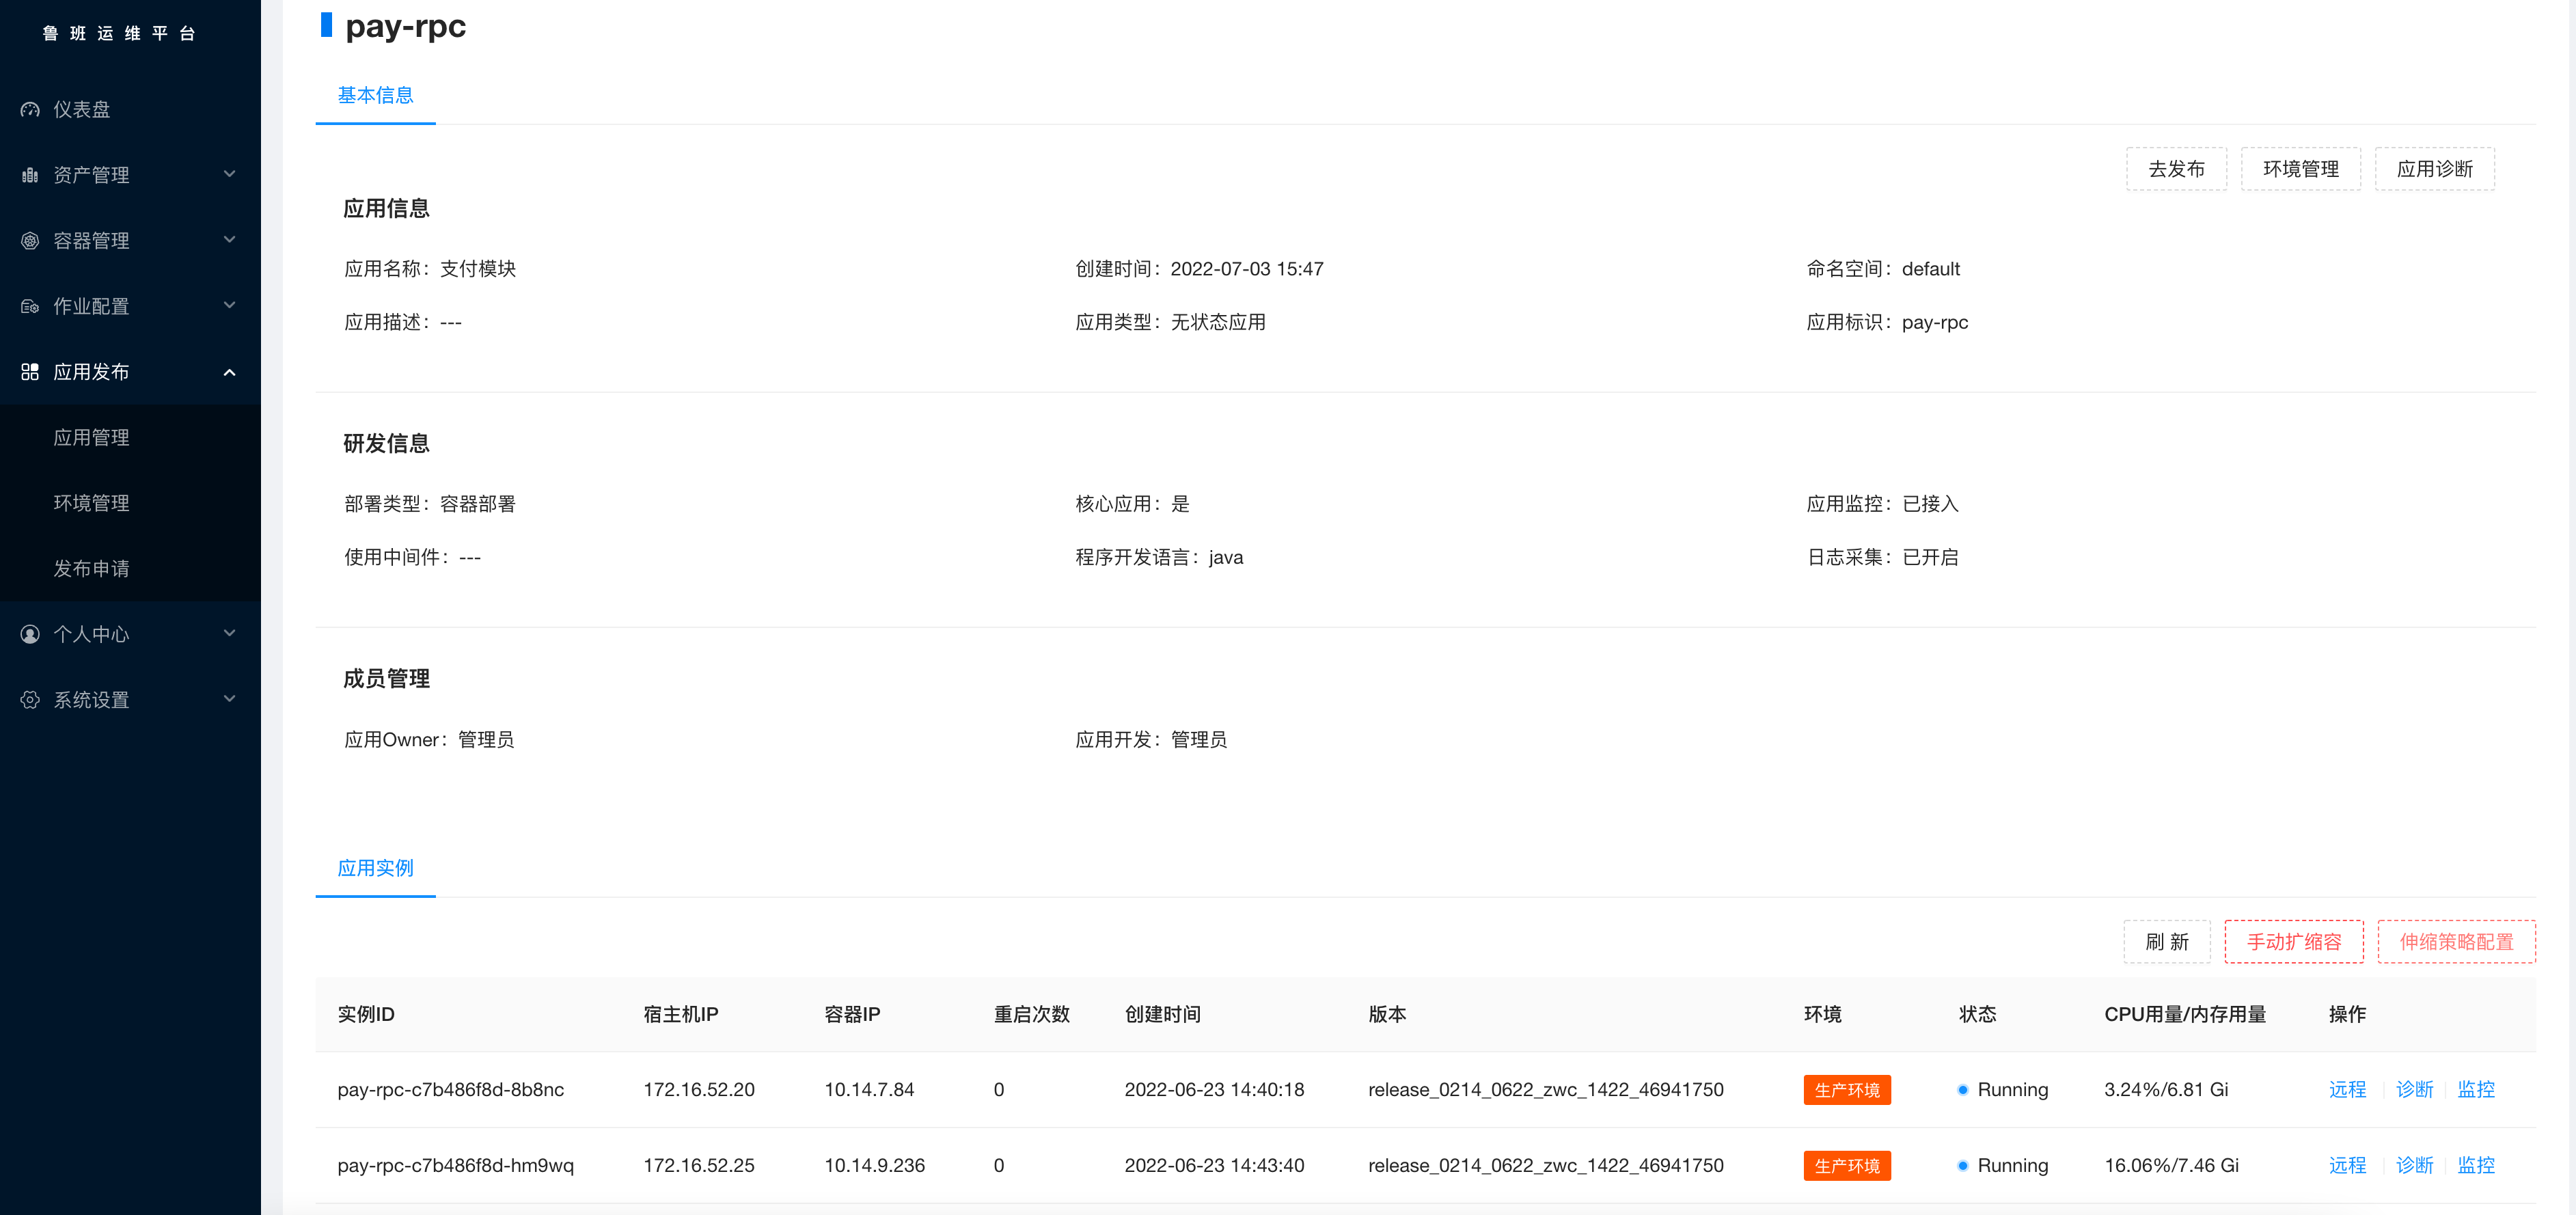 鲁班运维平台
仪表盘
资产管理
容器管理
作业配置
应用发布
应用管理
环境管理
发布申请
个人中心
系统设置
pay-rpc
基本信息
去发布 环境管理 应用诊断
应用信息
应用名称：支付模块 创建时间：2022-07-03 15:47 命名空间：default
应用描述：--- 应用类型：无状态应用 应用标识：pay-rpc
研发信息
部署类型：容器部署 核心应用：是 应用监控：已接入
使用中间件：--- 程序开发语言：java 日志采集：已开启
成员管理
应用Owner：管理员 应用开发：管理员
应用实例
刷 新 手动扩缩容 伸缩策略配置
实例ID 宿主机IP 容器IP 重启次数 创建时间 版本 环境 状态 CPU用量/内存用量 操作
pay-rpc-c7b486f8d-8b8nc 172.16.52.20 10.14.7.84 0 2022-06-23 14:40:18 release_0214_0622_zwc_1422_46941750 生产环境 Running 3.24%/6.81 Gi 远程 诊断 监控
pay-rpc-c7b486f8d-hm9wq 172.16.52.25 10.14.9.236 0 2022-06-23 14:43:40 release_0214_0622_zwc_1422_46941750 生产环境 Running 16.06%/7.46 Gi 远程 诊断 监控